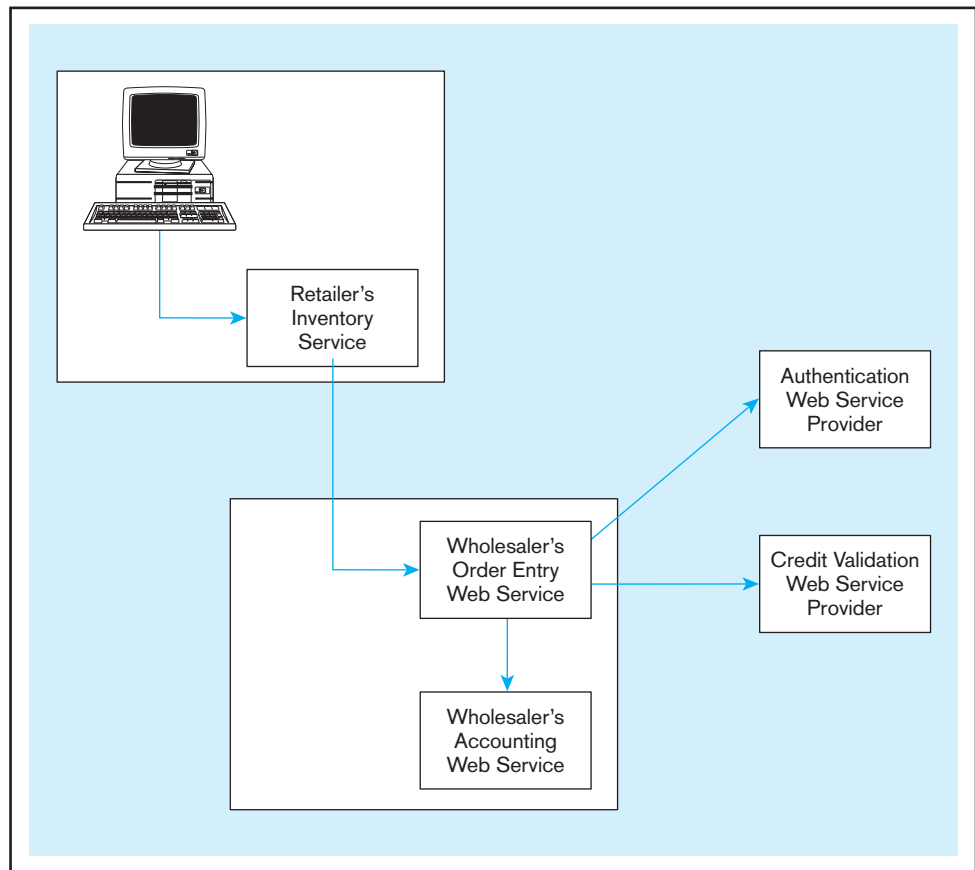 Retailer's
Inventory
Service
Authentication
Web Service
Provider
Wholesaler's
Order Entry
Web Service
Credit Validation
Web Service
Provider
Wholesaler's
Accounting
Web Service